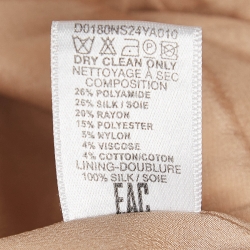 D0180NS24YA010
DRY CLEAN ONLY
NETTOYAGE À SEC
COMPOSITION
26% POLYAMIDE
26% SILK / SOIE
20% RAYON
15% POLYESTER
5% NYLON
4% VISCOSE
4% COTTON/COTON
LINING-DOUBLURE
100% SILK / SOIE
EAC